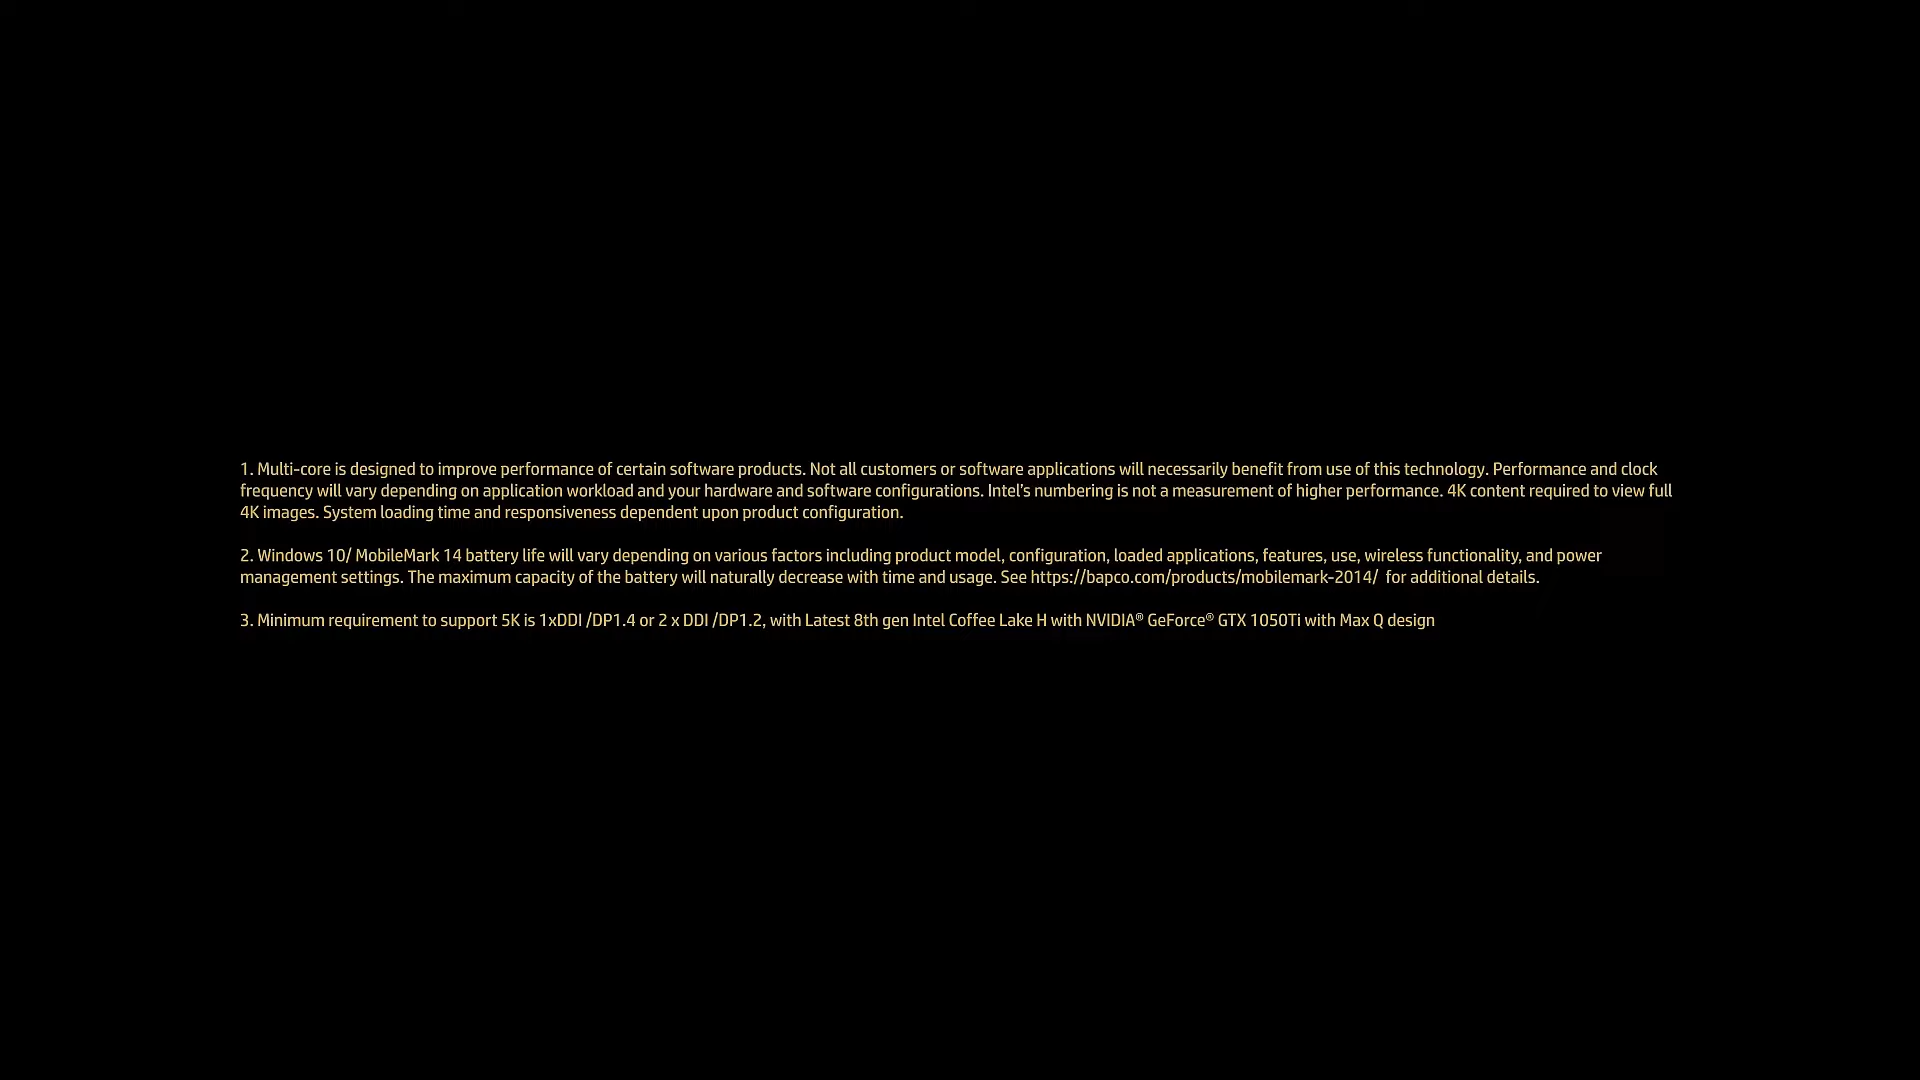 1. Multi-core is designed to improve performance of certain software products. Not all customers or software applications will necessarily benefit from use of this technology. Performance and clock
frequency will vary depending on application workload and your hardware and software configurations. Intel's numbering is not a measurement of higher performance. 4K content required to view full
4K images. System loading time and responsiveness dependent upon product configuration.
2. Windows 10/ MobileMark 14 battery life will vary depending on various factors including product model, configuration, loaded applications, features, use, wireless functionality, and power
management settings. The maximum capacity of the battery will naturally decrease with time and usage. See https://bapco.com/products/mobilemark-2014/ for additional details.
3. Minimum requirement to support 5K is 1xDDI /DP1.4 or 2 x DDI /DP1.2, with Latest 8th gen Intel Coffee Lake H with NVIDIA® GeForce® GTX 1050Ti with Max Q design